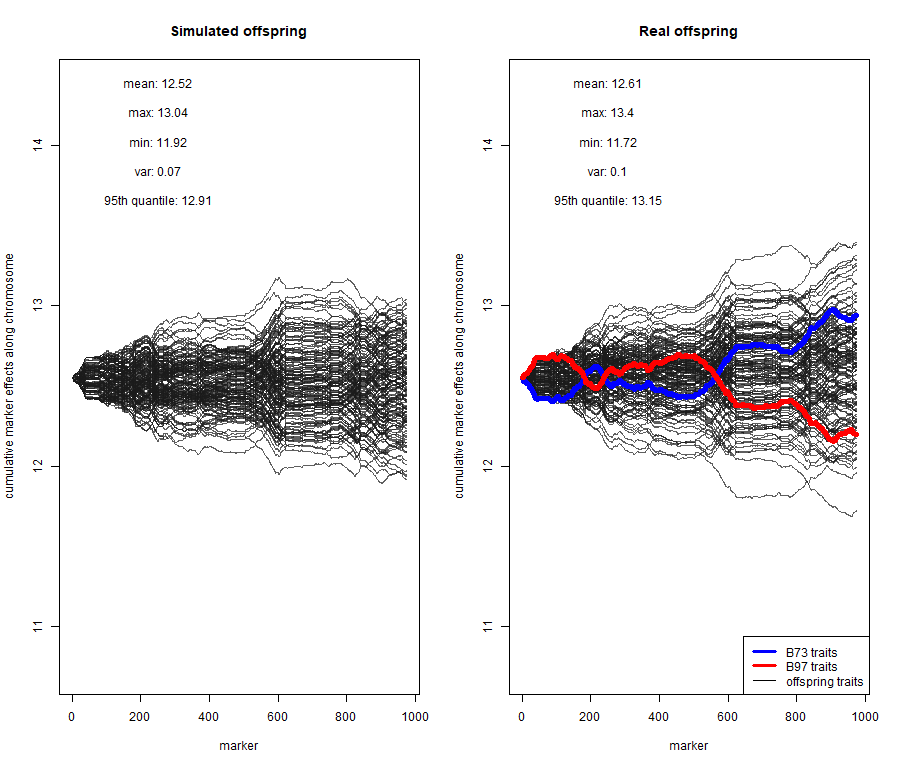 Simulated offspring
mean: 12.52
max: 13.04
min: 11.92
var: 0.07
95th quantile: 12.91
cumulative marker effects along chromosome
14
13
12
11
0 200 400 600 800 1000
marker
Real offspring
mean: 12.61
max: 13.4
min: 11.72
var: 0.1
95th quantile: 13.15
cumulative marker effects along chromosome
14
13
12
11
B73 traits
B97 traits
offspring traits
0 200 400 600 800 1000
marker